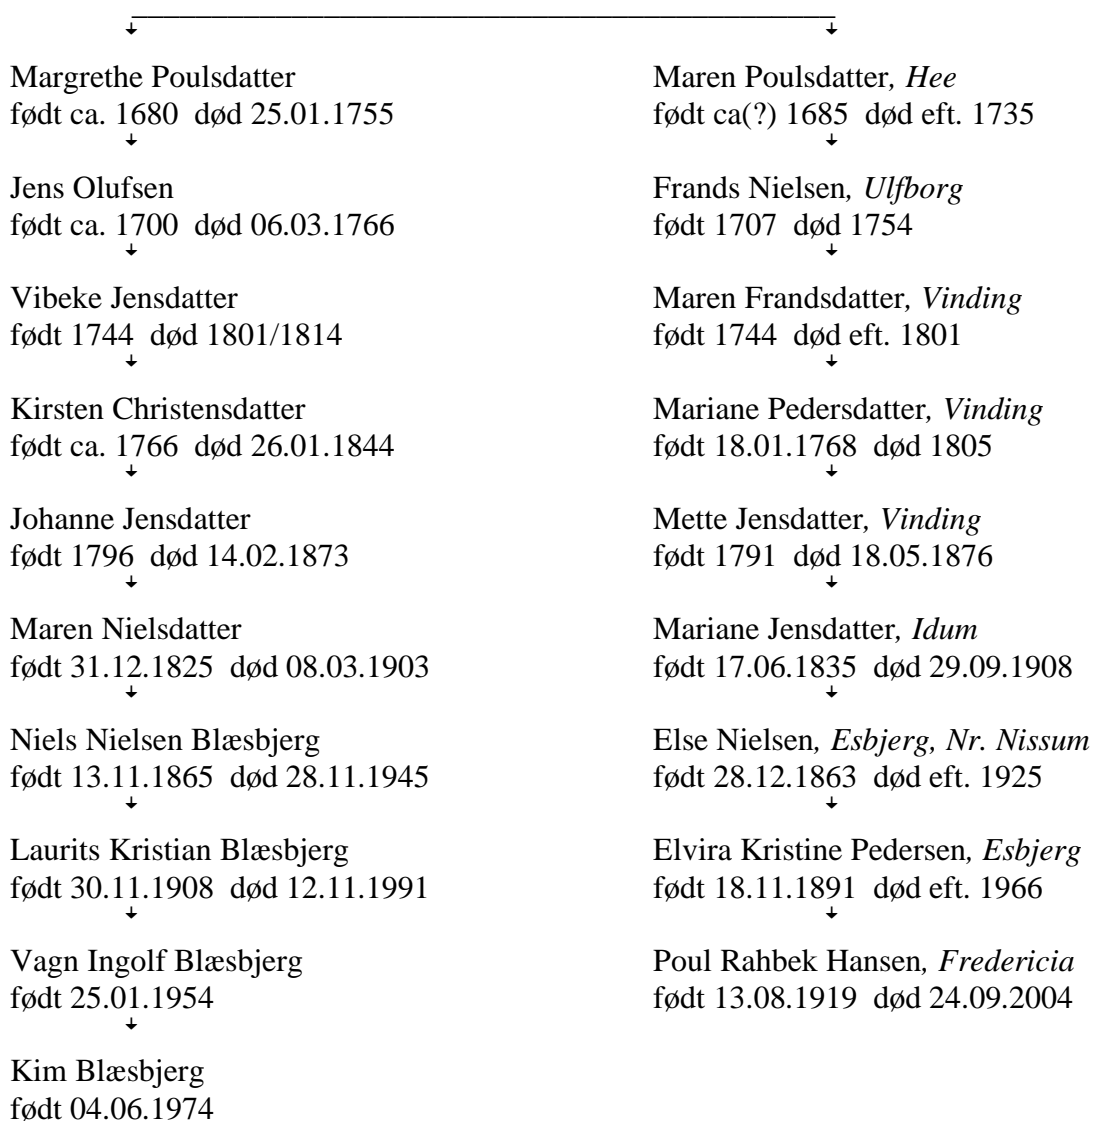 Margrethe Poulsdatter
født ca. 1680 død 25.01.1755
Jens Olufsen
født ca. 1700 død 06.03.1766
Vibeke Jensdatter
født 1744 død 1801/1814
Kirsten Christensdatter
født ca. 1766 død 26.01.1844
Johanne Jensdatter
født 1796 død 14.02.1873
Maren Nielsdatter
født 31.12.1825 død 08.03.1903
Niels Nielsen Blæsbjerg
født 13.11.1865 død 28.11.1945
Laurits Kristian Blæsbjerg
født 30.11.1908 død 12.11.1991
Vagn Ingolf Blæsbjerg
født 25.01.1954
Kim Blæsbjerg
født 04.06.1974
Maren Poulsdatter, Hee
født ca(?) 1685 død eft. 1735
Frands Nielsen, Ulfborg
født 1707 død 1754
Maren Frandsdatter, Vinding
født 1744 død eft. 1801
Mariane Pedersdatter, Vinding
født 18.01.1768 død 1805
Mette Jensdatter, Vinding
født 1791 død 18.05.1876
Mariane Jensdatter, Idum
født 17.06.1835 død 29.09.1908
Else Nielsen, Esbjerg, Nr. Nissum
født 28.12.1863 død eft. 1925
Elvira Kristine Pedersen, Esbjerg
født 18.11.1891 død eft. 1966
Poul Rahbek Hansen, Fredericia
født 13.08.1919 død 24.09.2004